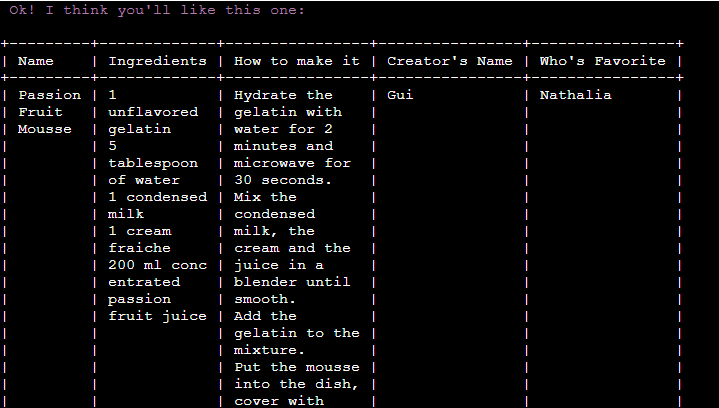 Ok! I think you'll like this one:
+---------+-------------+----------------+----------------+----------------+
| Name | Ingredients | How to make it | Creator's Name | Who's Favorite |
+---------+-------------+----------------+----------------+----------------+
| Passion | 1 | Hydrate the | Gui | Nathalia |
| Fruit | unflavored | gelatin with | | |
| Mousse | gelatin | water for 2 | | |
| | 5 | minutes and | | |
| | tablespoon | microwave for | | |
| | of water | 30 seconds. | | |
| | 1 condensed | Mix the | | |
| | milk | condensed | | |
| | 1 cream | milk, the | | |
| | fraiche | cream and the | | |
| | 200 ml conc | juice in a | | |
| | entrated | blender until | | |
| | passion | smooth. | | |
| | fruit juice | Add the | | |
| | | gelatin to the | | |
| | | mixture. | | |
| | | Put the mousse | | |
| | | into the dish, | | |
| | | cover with | | |